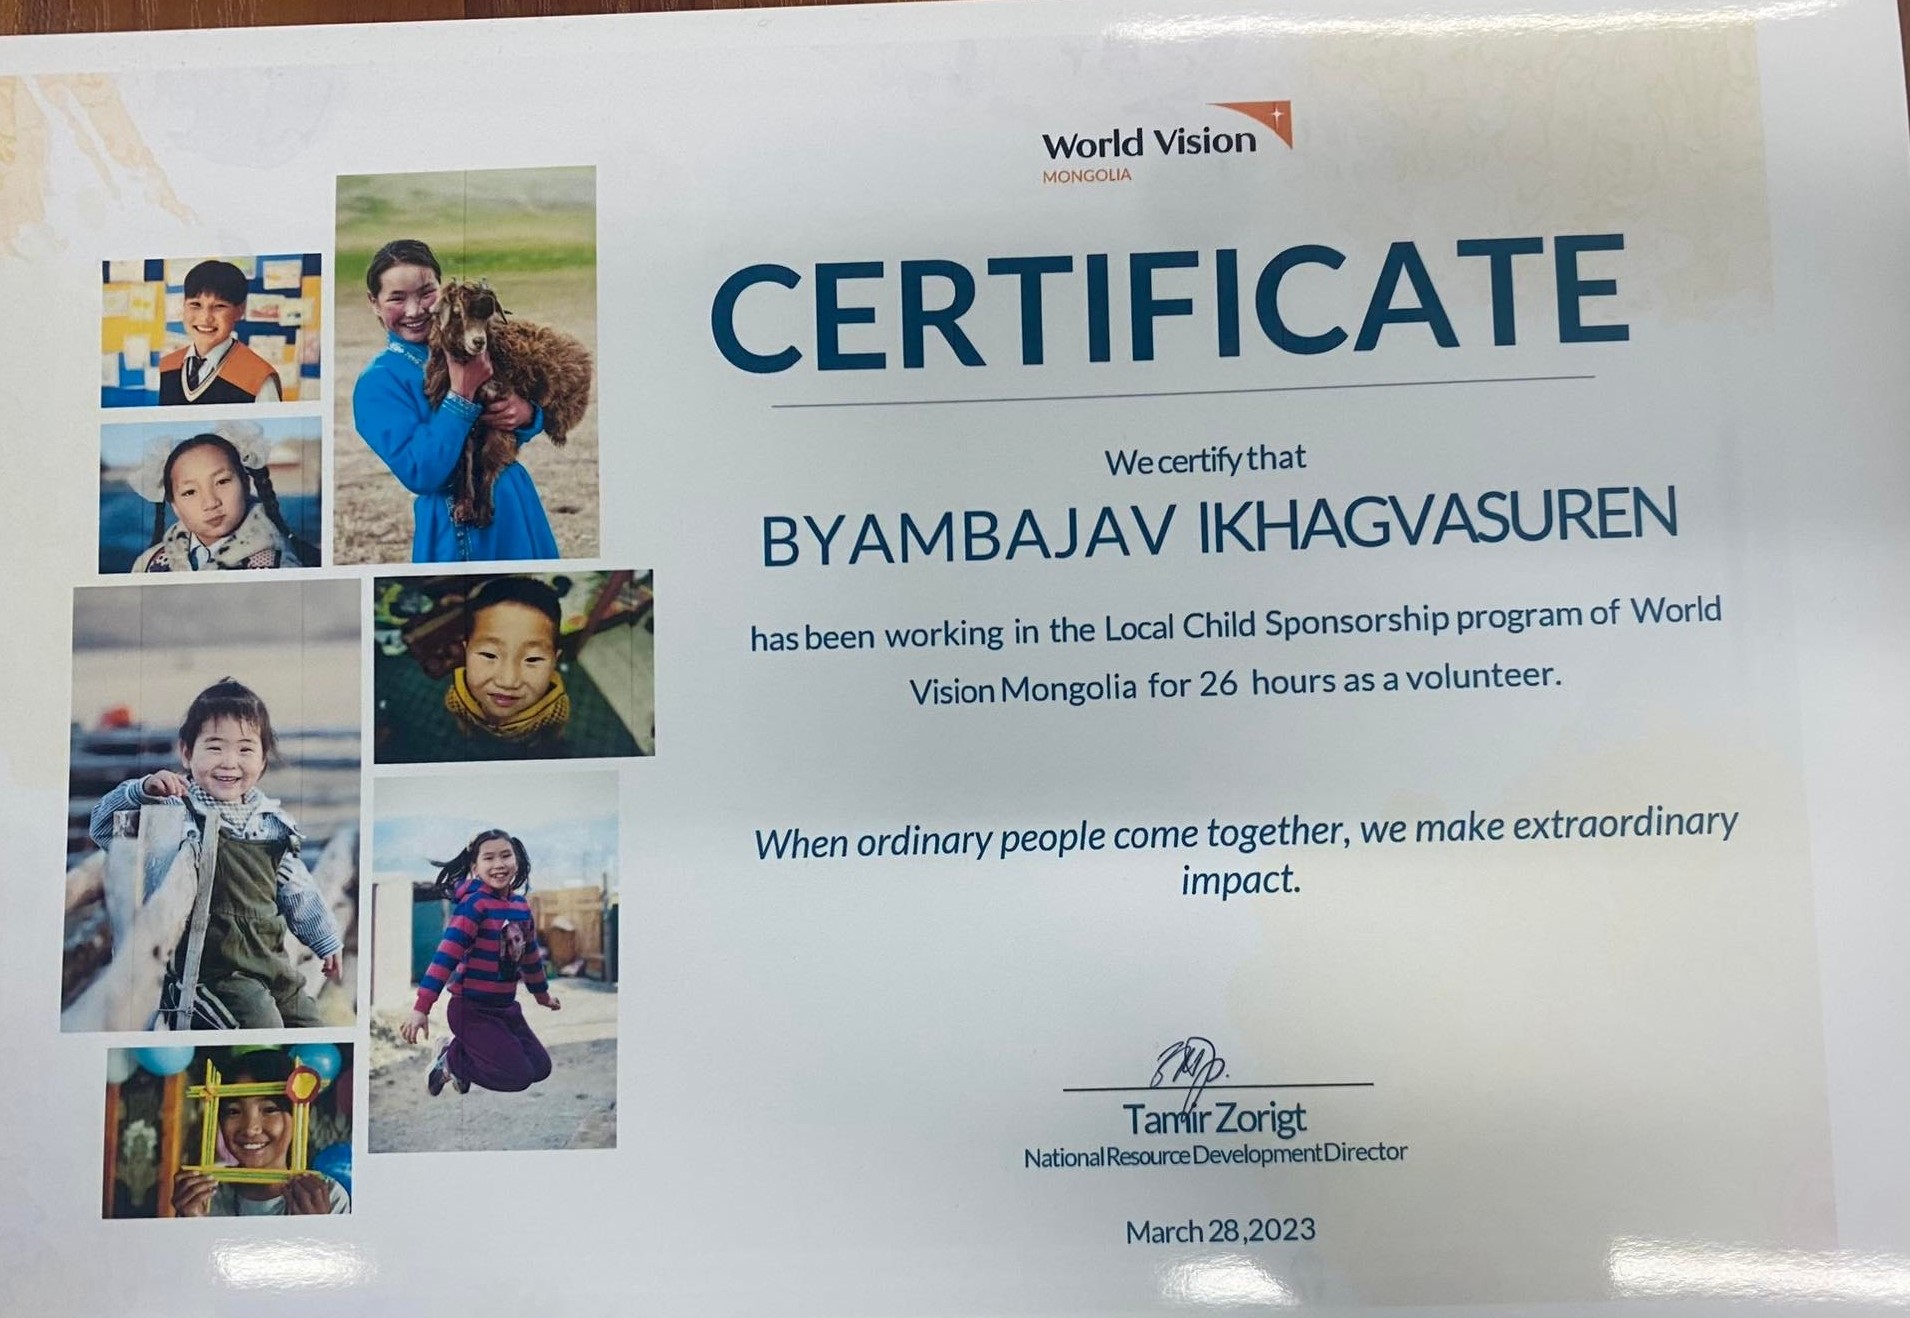 World Vision
MONGOLIA
CERTIFICATE
We certify that
BYAMBAJAV IKHAGVASUREN
has been working in the Local Child Sponsorship program of World
Vision Mongolia for 26 hours as a volunteer.
When ordinary people come together, we make extraordinary
impact.
Tamir Zorigt
National Resource Development Director
March 28,2023